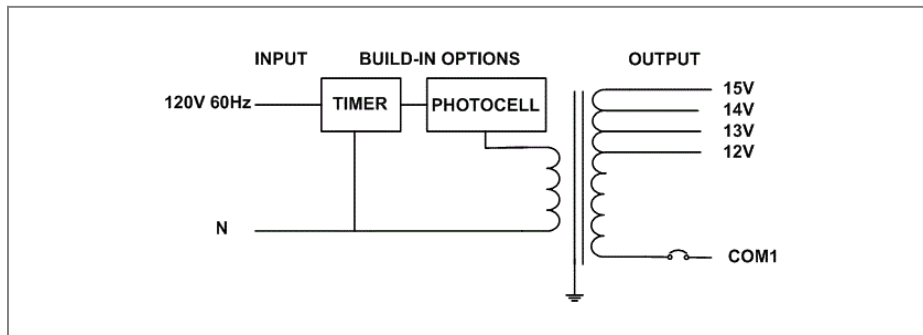 INPUT BUILD-IN OPTIONS OUTPUT
120V 60Hz TIMER PHOTOCELL 15V
14V
13V
12V
N
COM1